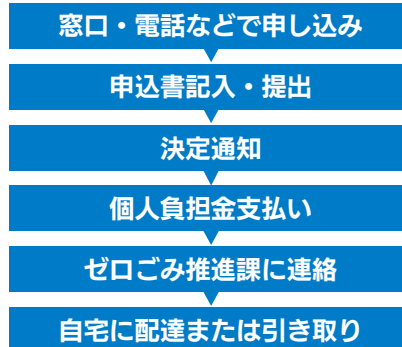 窓口・電話などで申し込み
申込書記入・提出
決定通知
個人負担金支払い
ゼロごみ推進課に連絡
自宅に配達または引き取り